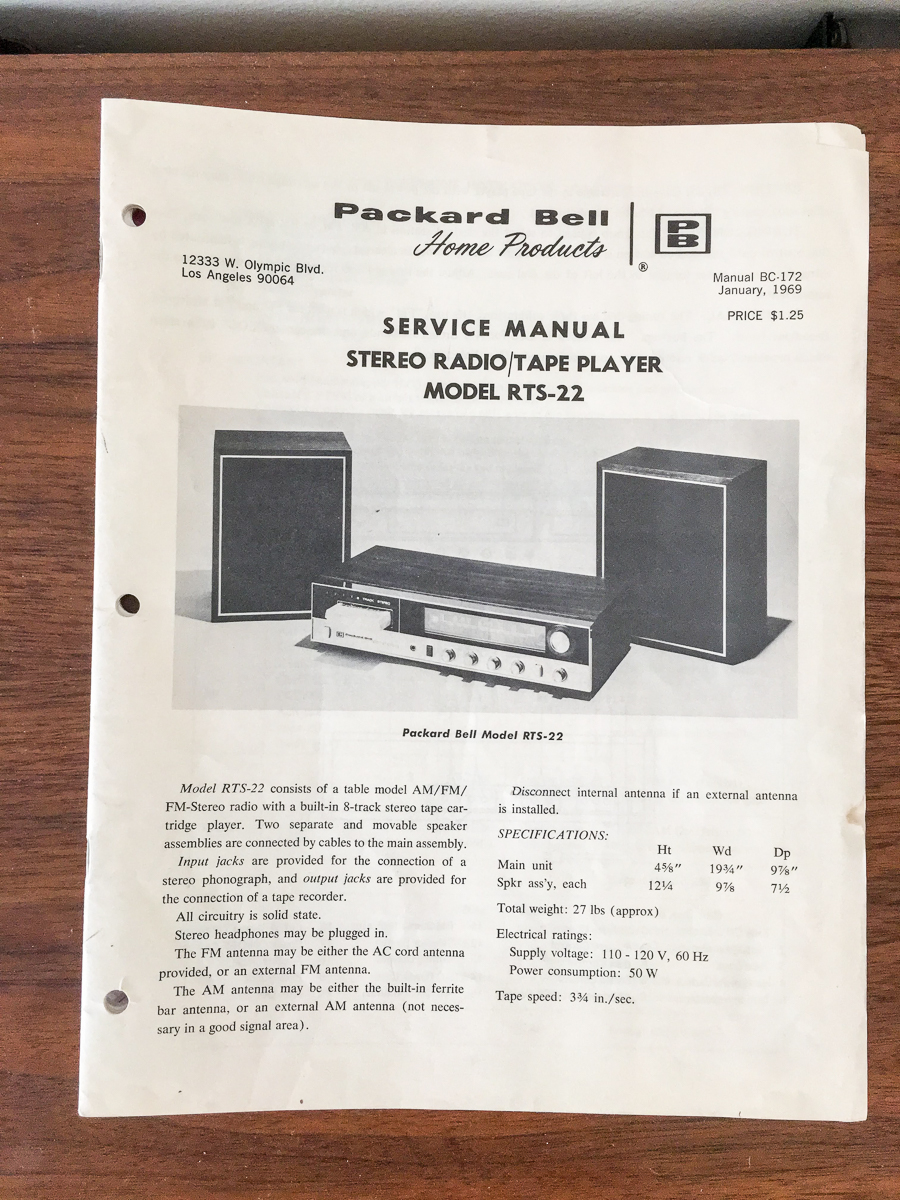 Packard Bell
Home Products
PB
®
12333 W. Olympic Blvd.
Los Angeles 90064
Manual BC-172
January, 1969
PRICE $1.25
SERVICE MANUAL
STEREO RADIO/TAPE PLAYER
MODEL RTS-22
8 TRACK STEREO
Packard Bell Model RTS-22
Model RTS-22 consists of a table model AM/FM/
FM-Stereo radio with a built-in 8-track stereo tape car-
tridge player. Two separate and movable speaker
assemblies are connected by cables to the main assembly.
Input jacks are provided for the connection of a
stereo phonograph, and output jacks are provided for
the connection of a tape recorder.
All circuitry is solid state.
Stereo headphones may be plugged in.
The FM antenna may be either the AC cord antenna
provided, or an external FM antenna.
The AM antenna may be either the built-in ferrite
bar antenna, or an external AM antenna (not neces-
sary in a good signal area).
Disconnect internal antenna if an external antenna
is installed.
SPECIFICATIONS:
Ht Wd Dp
Main unit 4⅝" 19¾" 9⅞"
Spkr ass'y, each 12¼ 9⅞ 7½
Total weight: 27 lbs (approx)
Electrical ratings:
Supply voltage: 110 - 120 V, 60 Hz
Power consumption: 50 W
Tape speed: 3¾ in./sec.